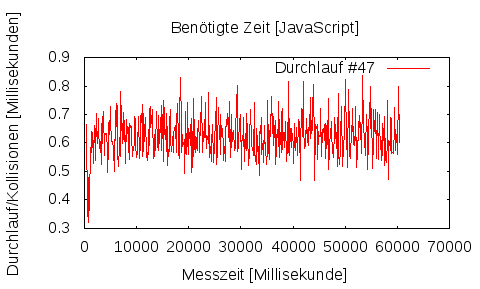 Benötigte Zeit [JavaScript]
Durchlauf/Kollisionen [Millisekunden]
Durchlauf #47
0.9
0.8
0.7
0.6
0.5
0.4
0.3
0 10000 20000 30000 40000 50000 60000 70000
Messzeit [Millisekunde]